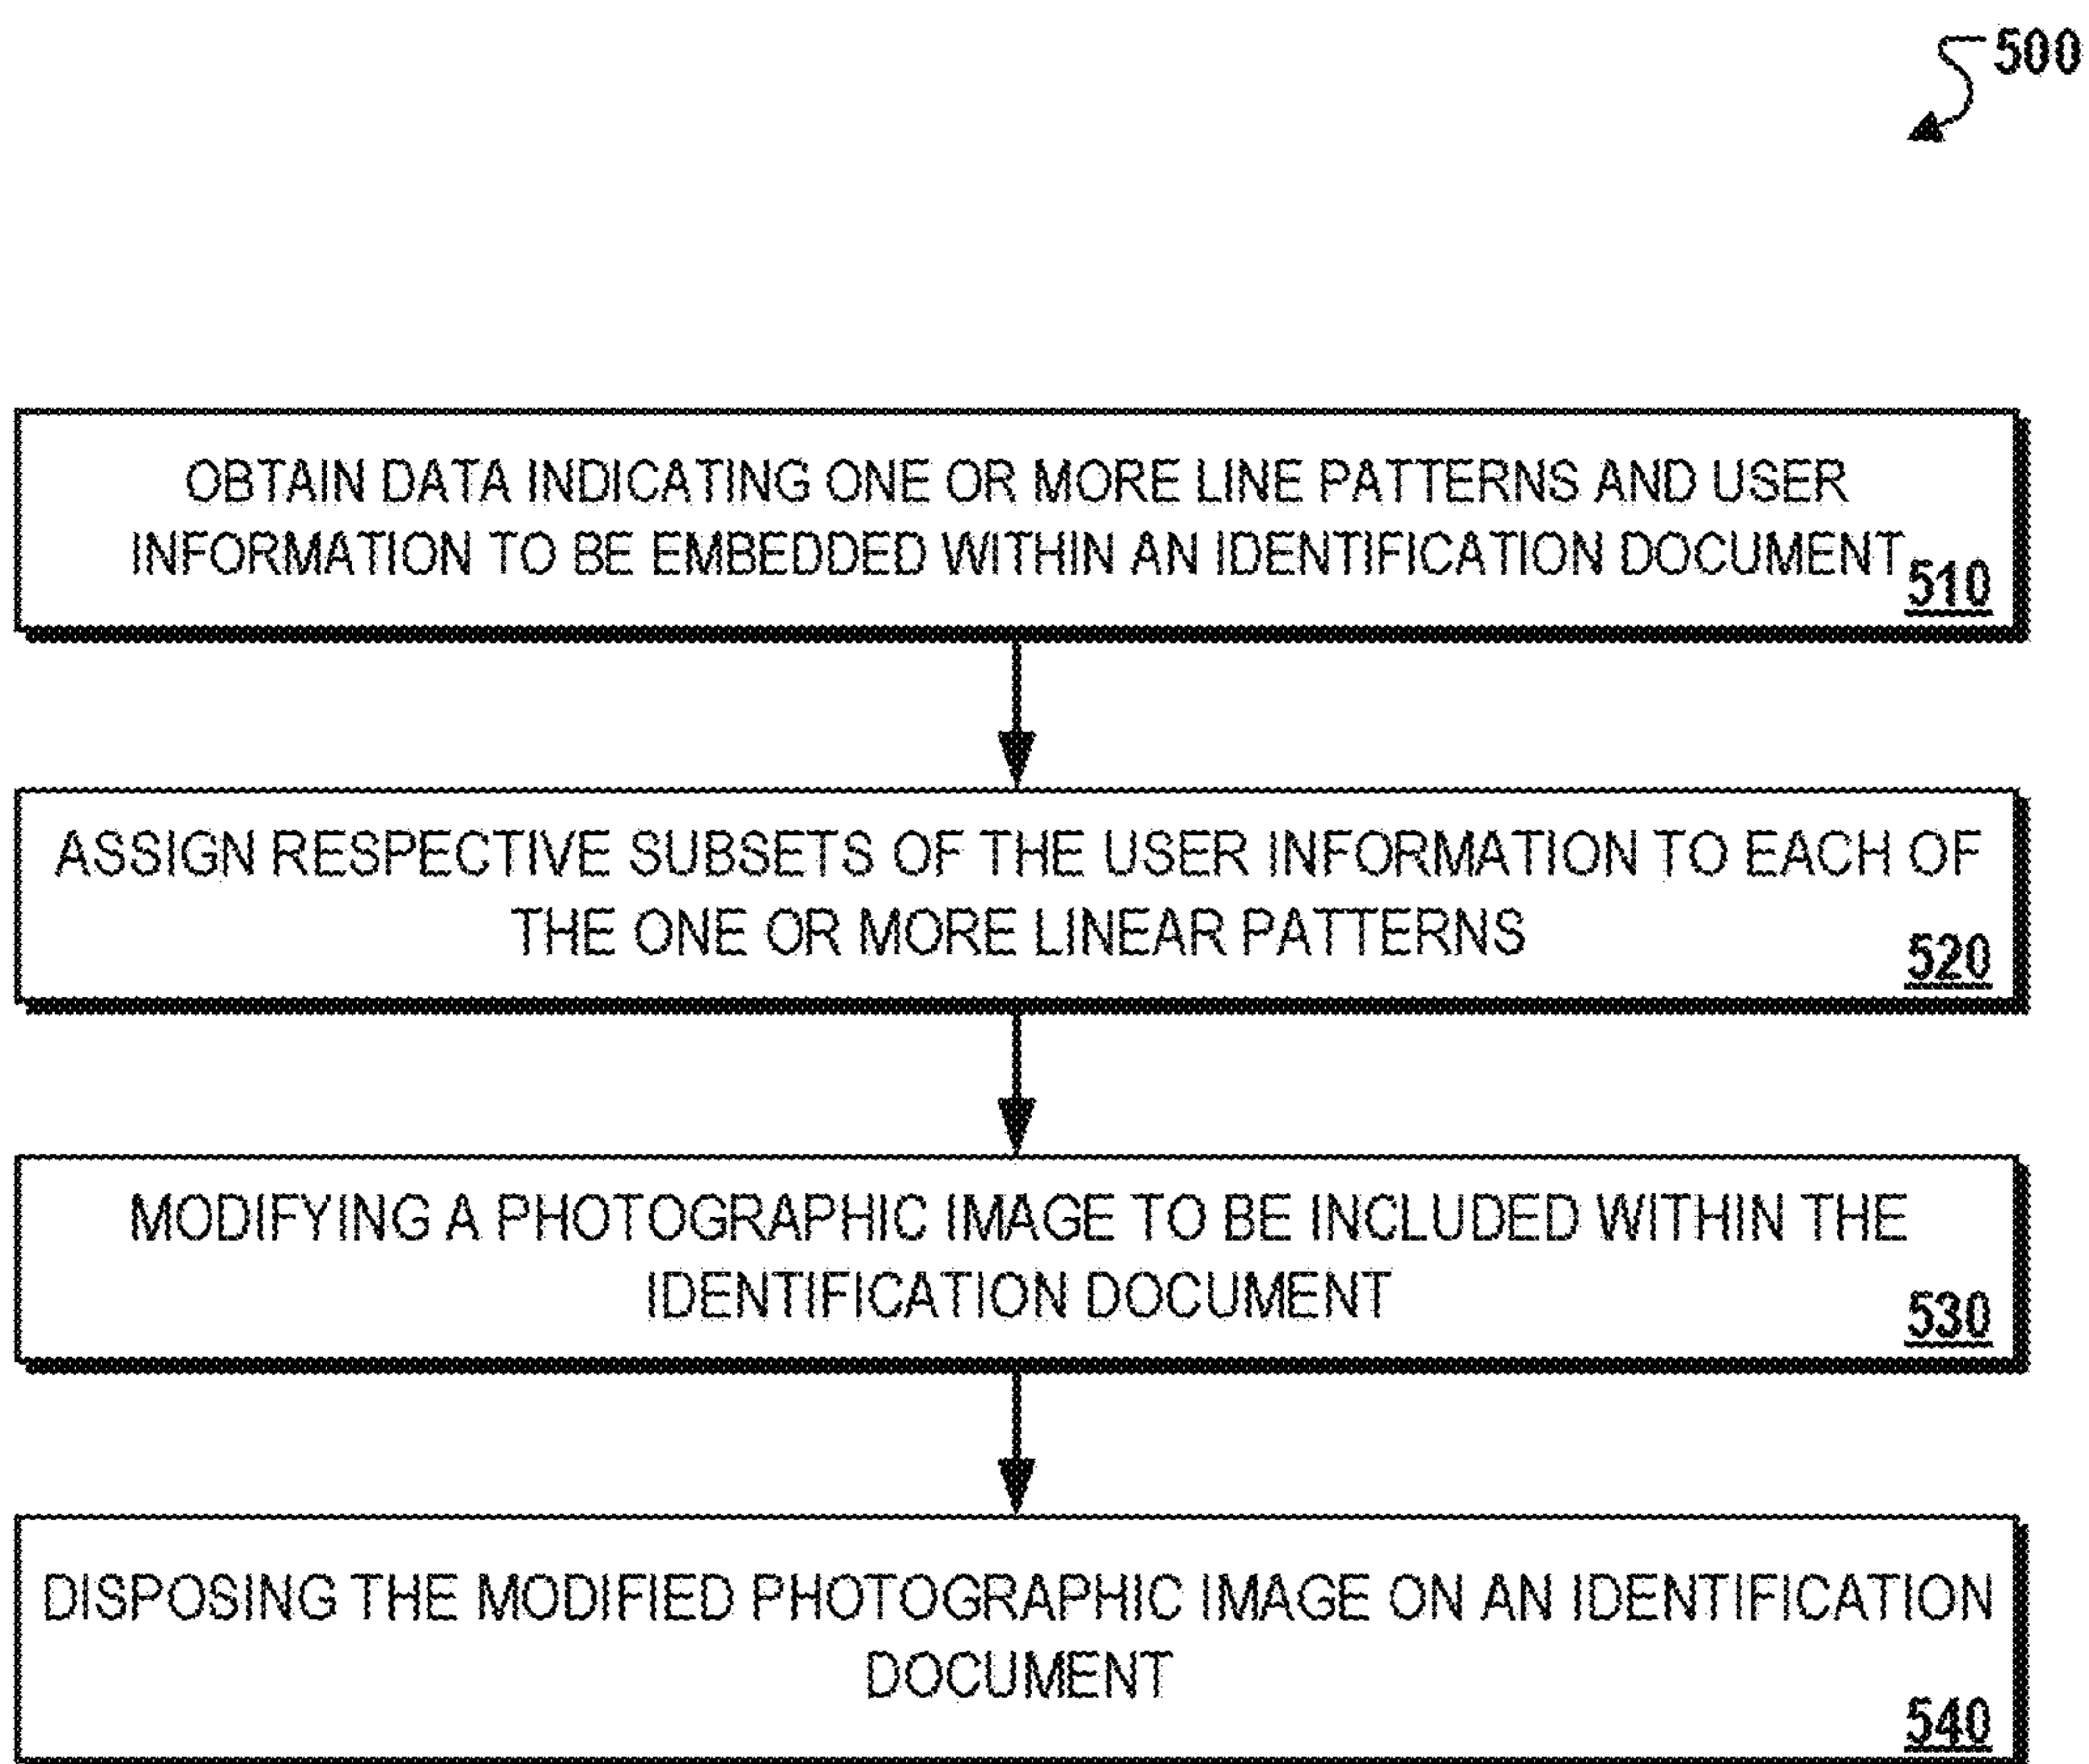 500
OBTAIN DATA INDICATING ONE OR MORE LINE PATTERNS AND USER
INFORMATION TO BE EMBEDDED WITHIN AN IDENTIFICATION DOCUMENT
510
ASSIGN RESPECTIVE SUBSETS OF THE USER INFORMATION TO EACH OF
THE ONE OR MORE LINEAR PATTERNS
520
MODIFYING A PHOTOGRAPHIC IMAGE TO BE INCLUDED WITHIN THE
IDENTIFICATION DOCUMENT
530
DISPOSING THE MODIFIED PHOTOGRAPHIC IMAGE ON AN IDENTIFICATION
DOCUMENT
540